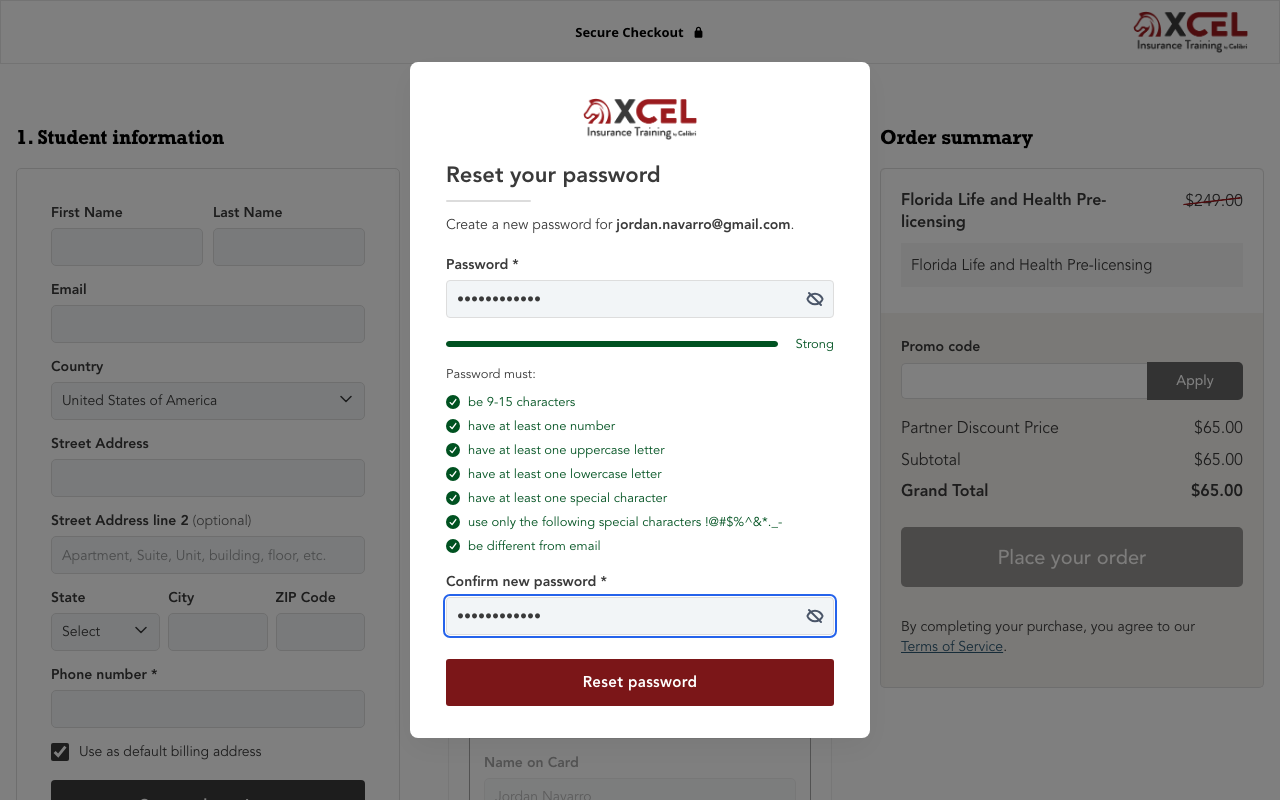 Secure Checkout
XCEL
Insurance Training by Calibri
1. Student information
First Name
Last Name
Email
Country
United States of America
Street Address
Street Address line 2 (optional)
Apartment, Suite, Unit, building, floor, etc.
State
City
ZIP Code
Select
Phone number *
Use as default billing address
XCEL
Insurance Training by Calibri
Reset your password
Create a new password for jordan.navarro@gmail.com.
Password *
••••••••••••
Strong
Password must:
be 9-15 characters
have at least one number
have at least one uppercase letter
have at least one lowercase letter
have at least one special character
use only the following special characters !@#$%^&*._-
be different from email
Confirm new password *
••••••••••••
Reset password
Name on Card
Jordan Navarro
Order summary
Florida Life and Health Pre-
licensing
$249.00
Florida Life and Health Pre-licensing
Promo code
Apply
Partner Discount Price
$65.00
Subtotal
$65.00
Grand Total
$65.00
Place your order
By completing your purchase, you agree to our
Terms of Service.